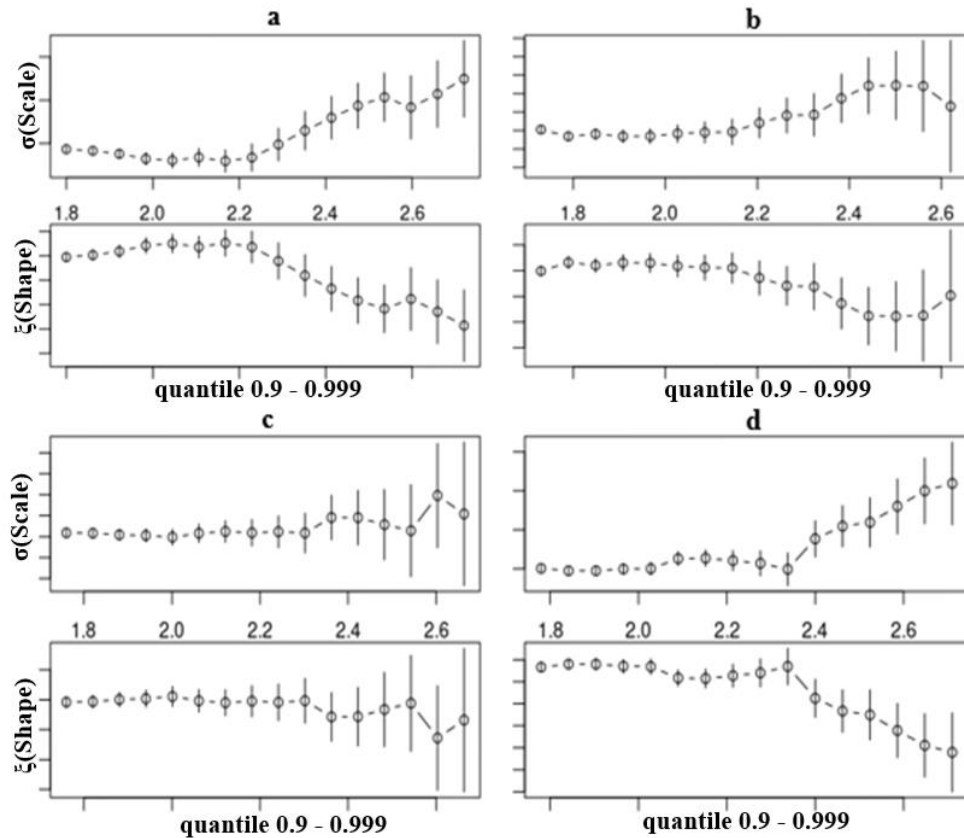 a
b
σ(Scale)
1.8 2.0 2.2 2.4 2.6
1.8 2.0 2.2 2.4 2.6
ξ(Shape)
quantile 0.9 - 0.999
quantile 0.9 - 0.999
c
d
σ(Scale)
1.8 2.0 2.2 2.4 2.6
1.8 2.0 2.2 2.4 2.6
ξ(Shape)
quantile 0.9 - 0.999
quantile 0.9 - 0.999